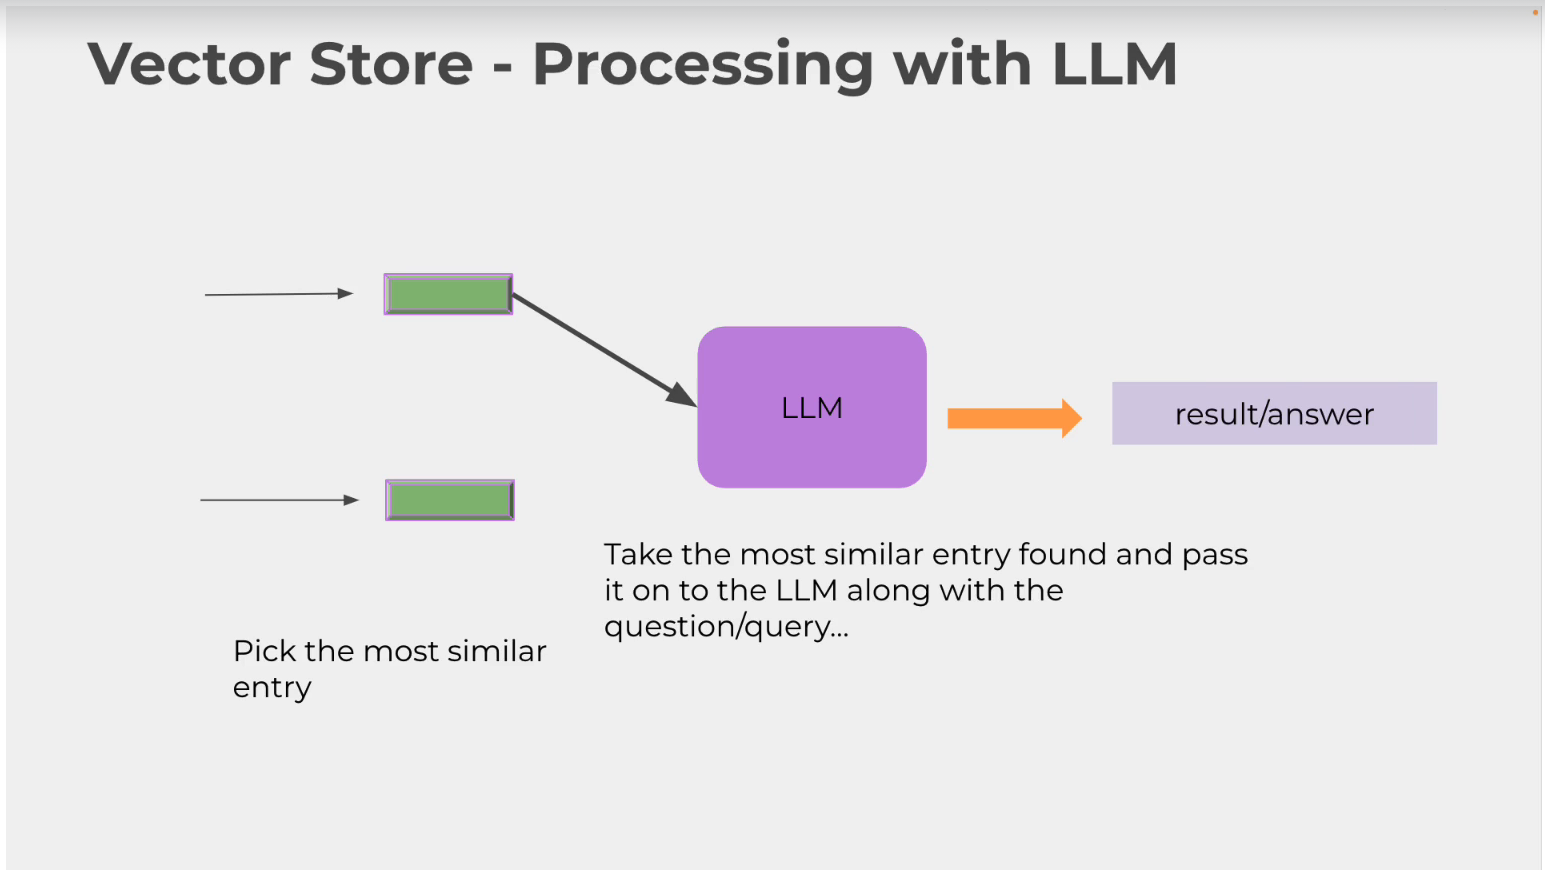 Vector Store - Processing with LLM
LLM
result/answer
Take the most similar entry found and pass
it on to the LLM along with the
question/query...
Pick the most similar
entry